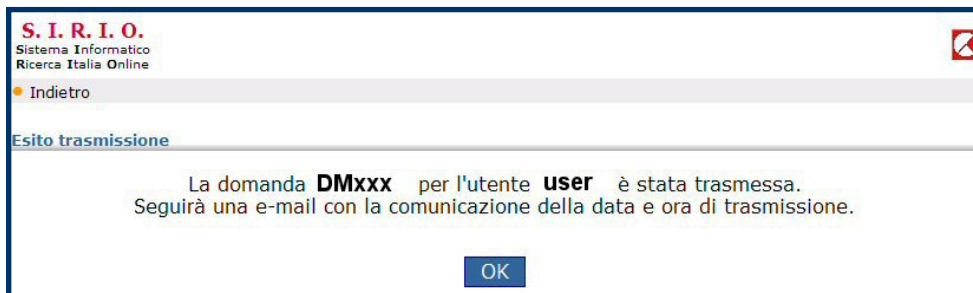 S. I. R. I. O.
Sistema Informatico
Ricerca Italia Online
Indietro
Esito trasmissione
La domanda DMxxx per l'utente user è stata trasmessa.
Seguirà una e-mail con la comunicazione della data e ora di trasmissione.
OK